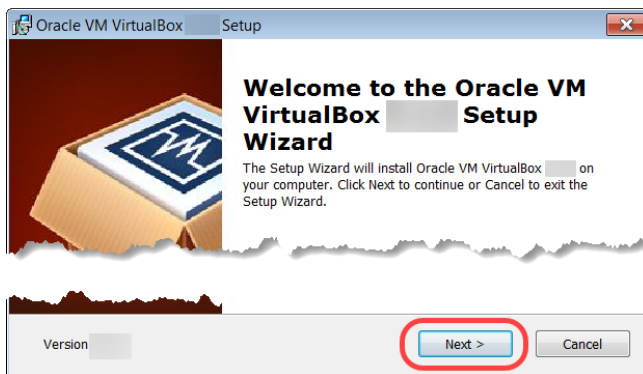 Oracle VM VirtualBox Setup
Welcome to the Oracle VM
VirtualBox Setup
Wizard
The Setup Wizard will install Oracle VM VirtualBox on
your computer. Click Next to continue or Cancel to exit the
Setup Wizard.
Version
Next >
Cancel